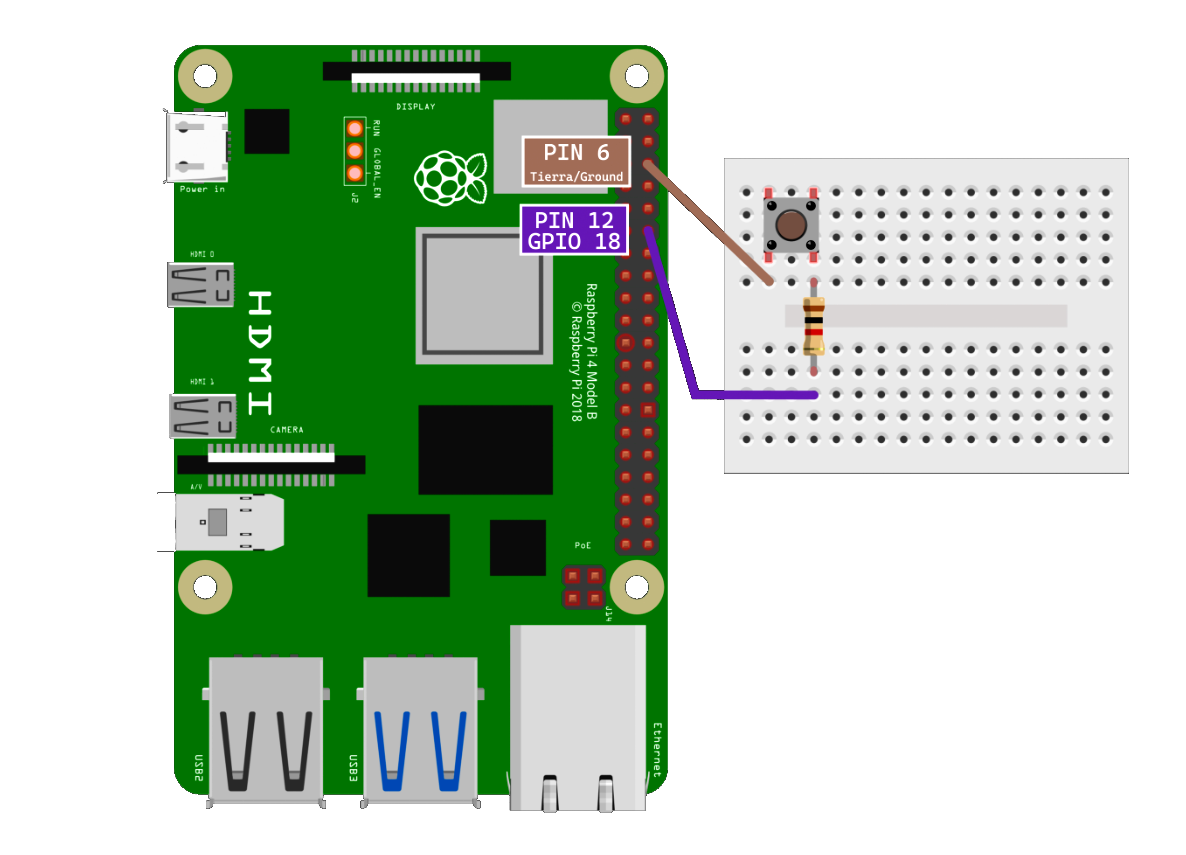 DISPLAY
RUN
GLOBAL_EN
J2
Power in
PIN 6
Tierra/Ground
PIN 12
GPIO 18
HDMI 0
HDMI
HDMI 1
Raspberry Pi 4 Model B
© Raspberry Pi 2018
CAMERA
A/V
PoE
J14
USB2
USB3
Ethernet